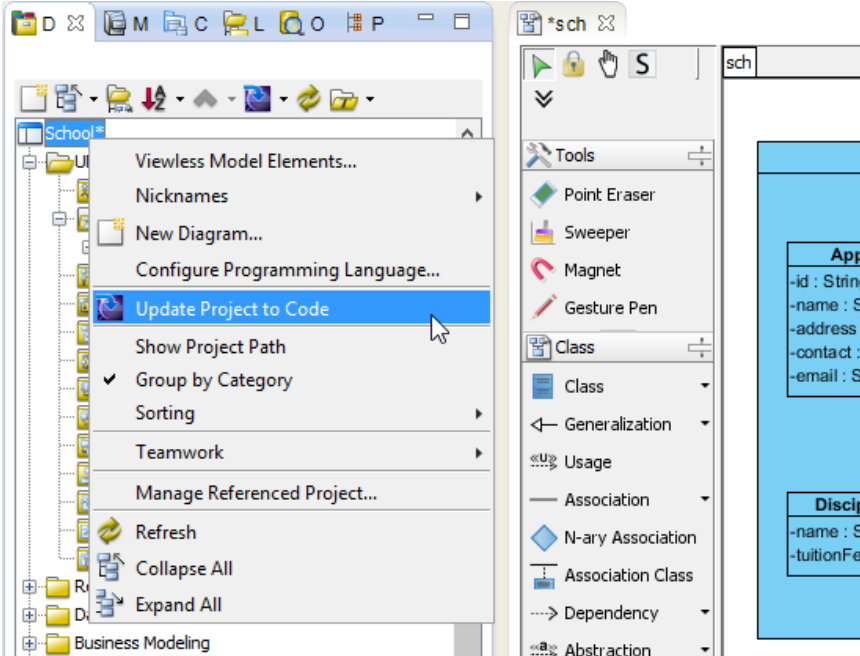 D M C L O P
*sch
S
sch
School*
Viewless Model Elements...
Nicknames
New Diagram...
Configure Programming Language...
Update Project to Code
Show Project Path
Group by Category
Sorting
Teamwork
Manage Referenced Project...
Refresh
Collapse All
Expand All
Business Modeling
Tools
Point Eraser
Sweeper
Magnet
Gesture Pen
Class
Class
Generalization
«U» Usage
Association
N-ary Association
Association Class
Dependency
«a» Abstraction
App
-id : String
-name : S
-address
-contact :
-email : S
Discip
-name : S
-tuitionFe